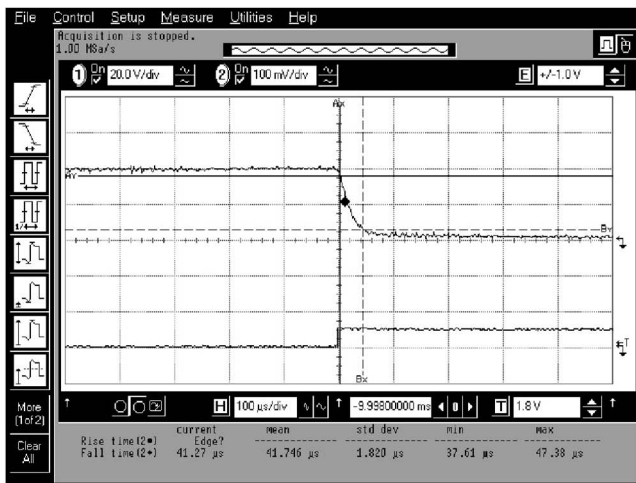 File Control Setup Measure Utilities Help
Acquisition is stopped.
1.00 MSa/s
1 On 20.0 V/div 2 On 100 mV/div E +/-1.0 V
Ax
AY
By
T
Bx
More
(1of2)
Clear
All
H 100 µs/div -9.99800000 ms 0 T 1.8 V
current mean std dev min max
Rise time(2•) Edge? ---------- ---------- ---------- ----------
Fall time(2•) 41.27 µs 41.746 µs 1.820 µs 37.61 µs 47.38 µs